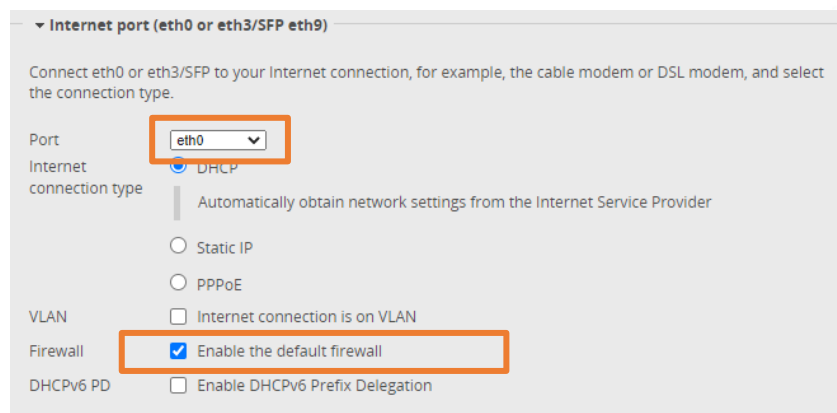 Internet port (eth0 or eth3/SFP eth9)
Connect eth0 or eth3/SFP to your Internet connection, for example, the cable modem or DSL modem, and select
the connection type.
Port eth0
Internet
connection type DHCP
Automatically obtain network settings from the Internet Service Provider
Static IP
PPPoE
VLAN Internet connection is on VLAN
Firewall Enable the default firewall
DHCPv6 PD Enable DHCPv6 Prefix Delegation